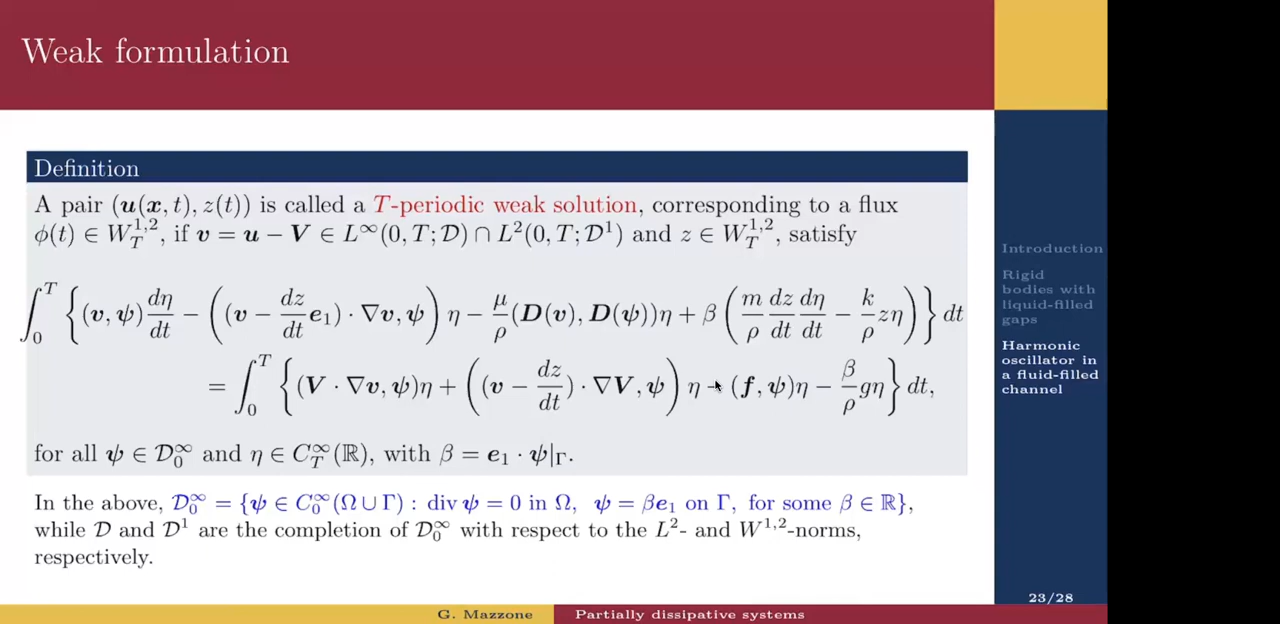 Weak formulation
Definition
A pair (𝒖(𝒙, t), z(t)) is called a T-periodic weak solution, corresponding to a flux
ϕ(t) ∈ W_T^{1,2}, if 𝒗 = 𝒖 − 𝑽 ∈ L^∞(0, T; 𝒟) ∩ L^2(0, T; 𝒟^1) and z ∈ W_T^{1,2}, satisfy
∫_0^T { (𝒗, 𝝍) dη/dt − ( (𝒗 − dz/dt 𝒆_1) · ∇𝒗, 𝝍 ) η − μ/ρ (𝑫(𝒗), 𝑫(𝝍))η + β ( m/ρ dz/dt dη/dt − k/ρ zη ) } dt
= ∫_0^T { (𝑽 · ∇𝒗, 𝝍)η + ( (𝒗 − dz/dt) · ∇𝑽, 𝝍 ) η − (𝒇, 𝝍)η − β/ρ gη } dt,
for all 𝝍 ∈ 𝒟_0^∞ and η ∈ C_T^∞(ℝ), with β = 𝒆_1 · 𝝍|_Γ.
In the above, 𝒟_0^∞ = {𝝍 ∈ C_0^∞(Ω ∪ Γ) : div 𝝍 = 0 in Ω, 𝝍 = β𝒆_1 on Γ, for some β ∈ ℝ},
while 𝒟 and 𝒟^1 are the completion of 𝒟_0^∞ with respect to the L^2- and W^{1,2}-norms,
respectively.
Introduction
Rigid
bodies with
liquid-filled
gaps
Harmonic
oscillator in
a fluid-filled
channel
23/28
G. Mazzone
Partially dissipative systems